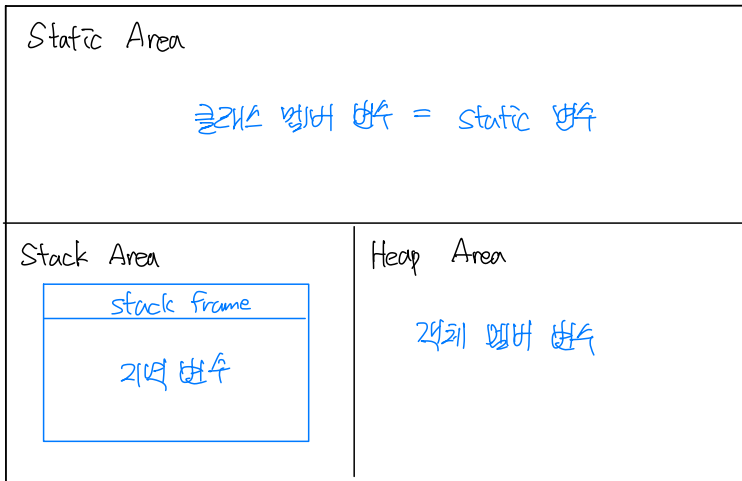 Static Area
클래스 멤버 변수 = static 변수
Stack Area
stack frame
지역 변수
Heap Area
객체 멤버 변수